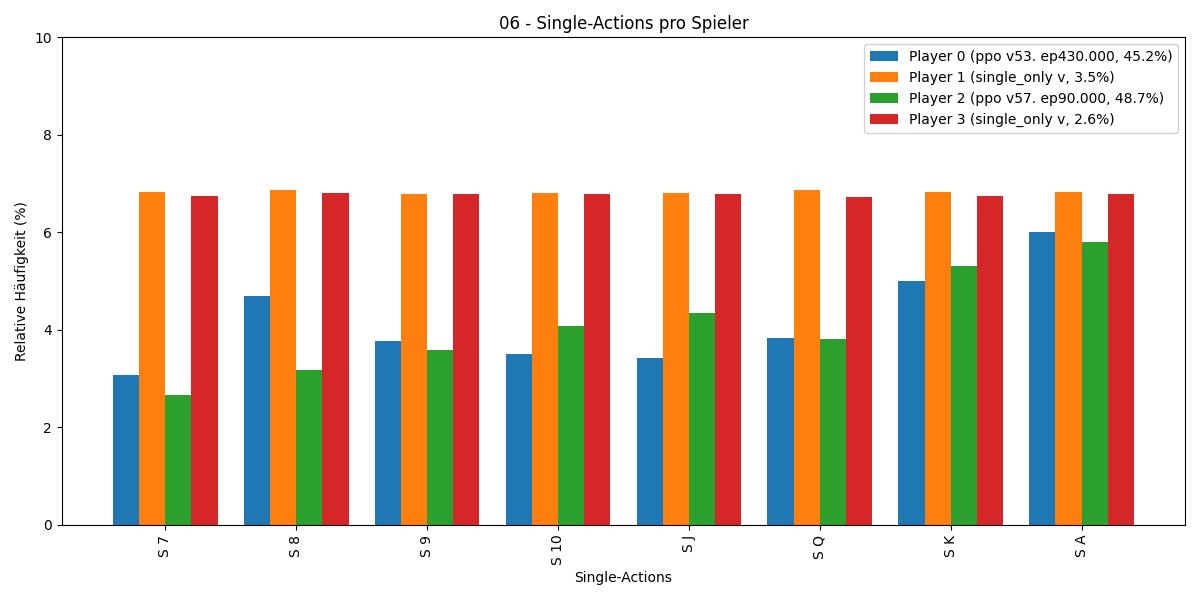 06 - Single-Actions pro Spieler
Player 0 (ppo v53. ep430.000, 45.2%)
Player 1 (single_only v, 3.5%)
Player 2 (ppo v57. ep90.000, 48.7%)
Player 3 (single_only v, 2.6%)
Relative Häufigkeit (%)
10
8
6
4
2
0
S 7
S 8
S 9
S 10
S J
S Q
S K
S A
Single-Actions